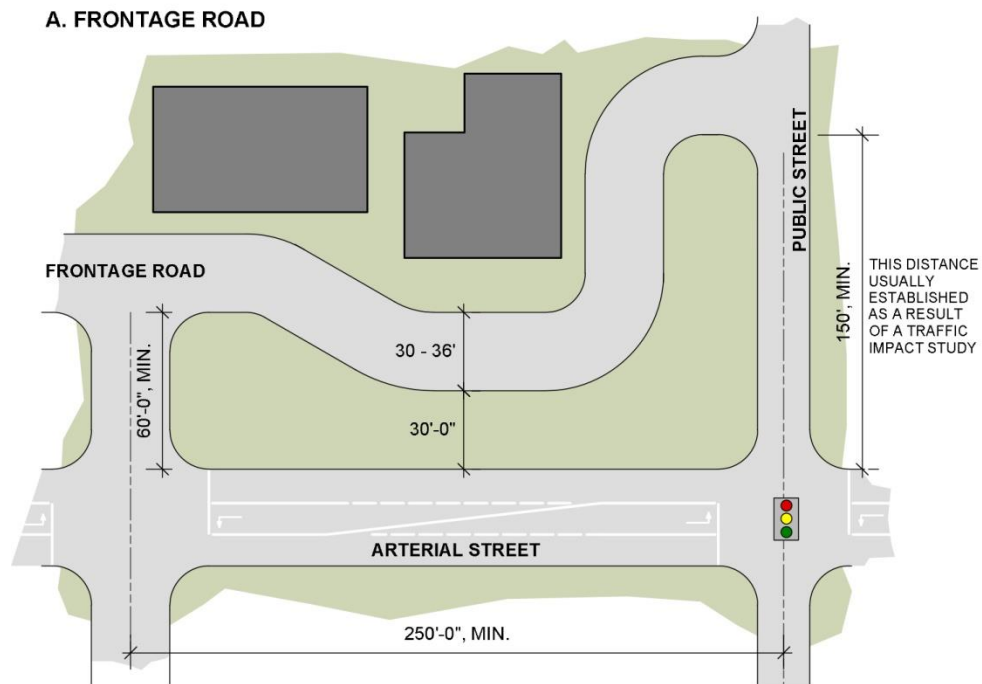 A. FRONTAGE ROAD
PUBLIC STREET
FRONTAGE ROAD
THIS DISTANCE
USUALLY
ESTABLISHED
AS A RESULT
OF A TRAFFIC
IMPACT STUDY
150', MIN.
60'-0", MIN.
30 - 36'
30'-0"
ARTERIAL STREET
250'-0", MIN.